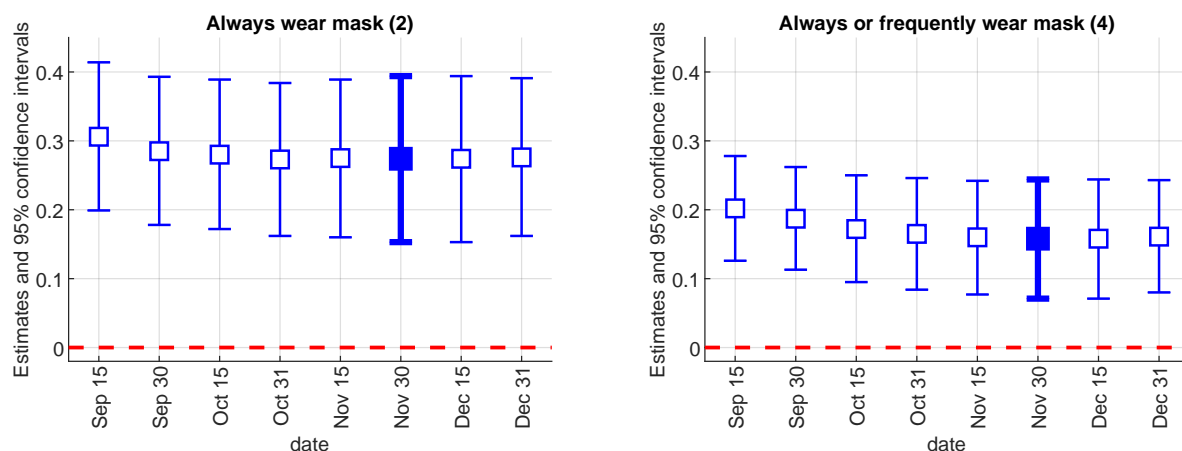 Always wear mask (2)
Estimates and 95% confidence intervals
0.4
0.3
0.2
0.1
0
Sep 15
Sep 30
Oct 15
Oct 31
Nov 15
Nov 30
Dec 15
Dec 31
date
Always or frequently wear mask (4)
Estimates and 95% confidence intervals
0.4
0.3
0.2
0.1
0
Sep 15
Sep 30
Oct 15
Oct 31
Nov 15
Nov 30
Dec 15
Dec 31
date